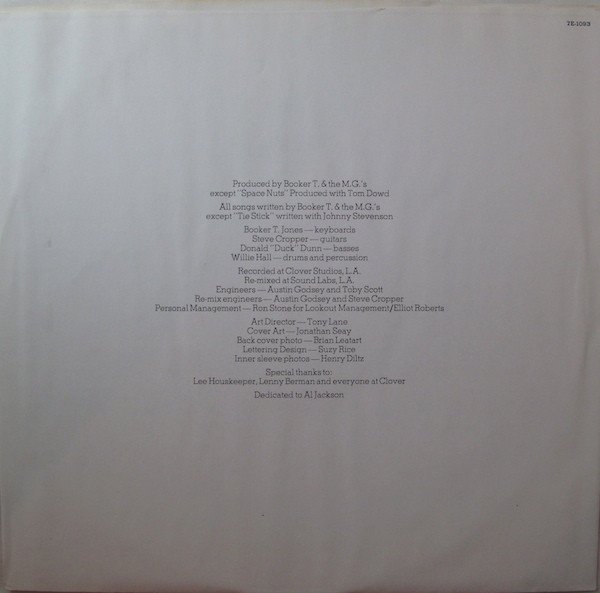 7E-1093
Produced by Booker T. & the M.G.'s
except "Space Nuts" Produced with Tom Dowd
All songs written by Booker T. & the M.G.'s
except "Tie Stick" written with Johnny Stevenson
Booker T. Jones — keyboards
Steve Cropper — guitars
Donald "Duck" Dunn — basses
Willie Hall — drums and percussion
Recorded at Clover Studios, L.A.
Re-mixed at Sound Labs, L.A.
Engineers — Austin Godsey and Toby Scott
Re-mix engineers — Austin Godsey and Steve Cropper
Personal Management — Ron Stone for Lookout Management/Elliot Roberts
Art Director — Tony Lane
Cover Art — Jonathan Seay
Back cover photo — Brian Leatart
Lettering Design — Suzy Rice
Inner sleeve photos — Henry Diltz
Special thanks to:
Lee Houskeeper, Lenny Berman and everyone at Clover
Dedicated to Al Jackson